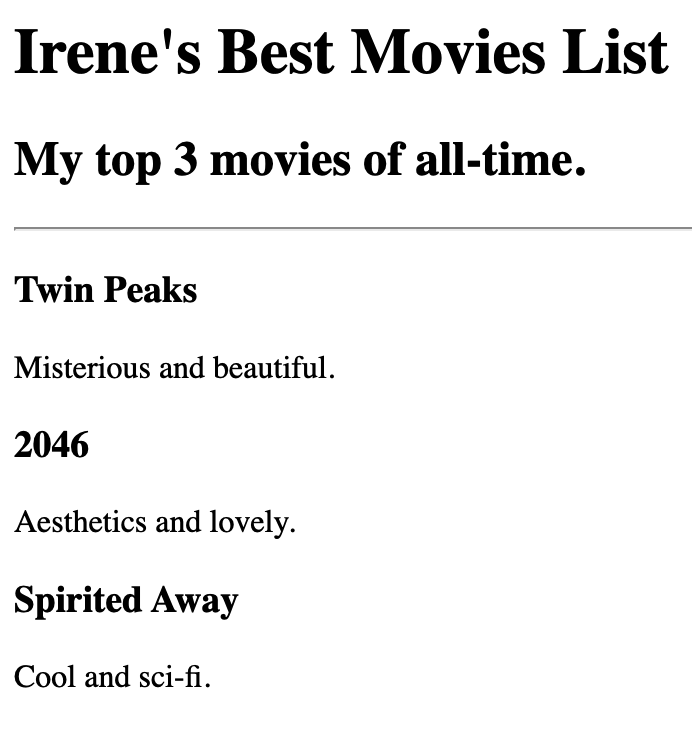 Irene's Best Movies List
My top 3 movies of all-time.
Twin Peaks
Misterious and beautiful.
2046
Aesthetics and lovely.
Spirited Away
Cool and sci-fi.